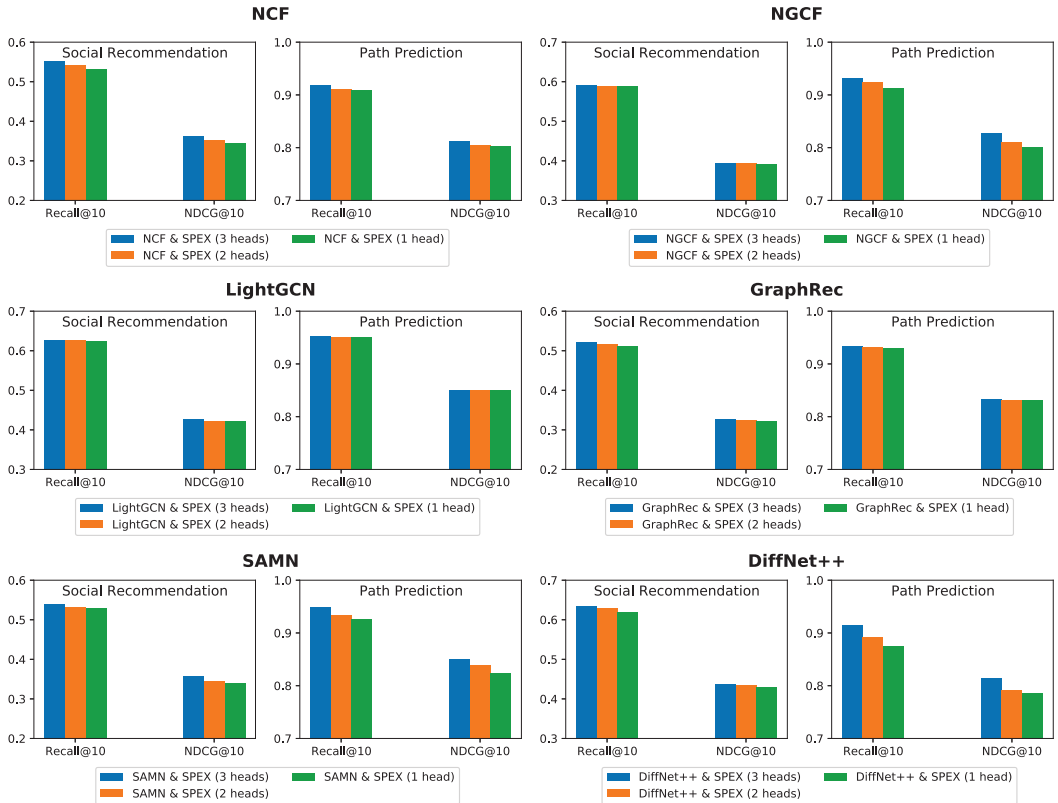 NCF
NGCF
0.6
0.5
0.4
0.3
0.2
Social Recommendation
Recall@10
NDCG@10
1.0
0.9
0.8
0.7
Path Prediction
Recall@10
NDCG@10
0.7
0.6
0.5
0.4
0.3
Social Recommendation
Recall@10
NDCG@10
1.0
0.9
0.8
0.7
Path Prediction
Recall@10
NDCG@10
NCF & SPEX (3 heads)
NCF & SPEX (2 heads)
NCF & SPEX (1 head)
NGCF & SPEX (3 heads)
NGCF & SPEX (2 heads)
NGCF & SPEX (1 head)
LightGCN
GraphRec
0.7
0.6
0.5
0.4
0.3
Social Recommendation
Recall@10
NDCG@10
1.0
0.9
0.8
0.7
Path Prediction
Recall@10
NDCG@10
0.6
0.5
0.4
0.3
0.2
Social Recommendation
Recall@10
NDCG@10
1.0
0.9
0.8
0.7
Path Prediction
Recall@10
NDCG@10
LightGCN & SPEX (3 heads)
LightGCN & SPEX (2 heads)
LightGCN & SPEX (1 head)
GraphRec & SPEX (3 heads)
GraphRec & SPEX (2 heads)
GraphRec & SPEX (1 head)
SAMN
DiffNet++
0.6
0.5
0.4
0.3
0.2
Social Recommendation
Recall@10
NDCG@10
1.0
0.9
0.8
0.7
Path Prediction
Recall@10
NDCG@10
0.7
0.6
0.5
0.4
0.3
Social Recommendation
Recall@10
NDCG@10
1.0
0.9
0.8
0.7
Path Prediction
Recall@10
NDCG@10
SAMN & SPEX (3 heads)
SAMN & SPEX (2 heads)
SAMN & SPEX (1 head)
DiffNet++ & SPEX (3 heads)
DiffNet++ & SPEX (2 heads)
DiffNet++ & SPEX (1 head)